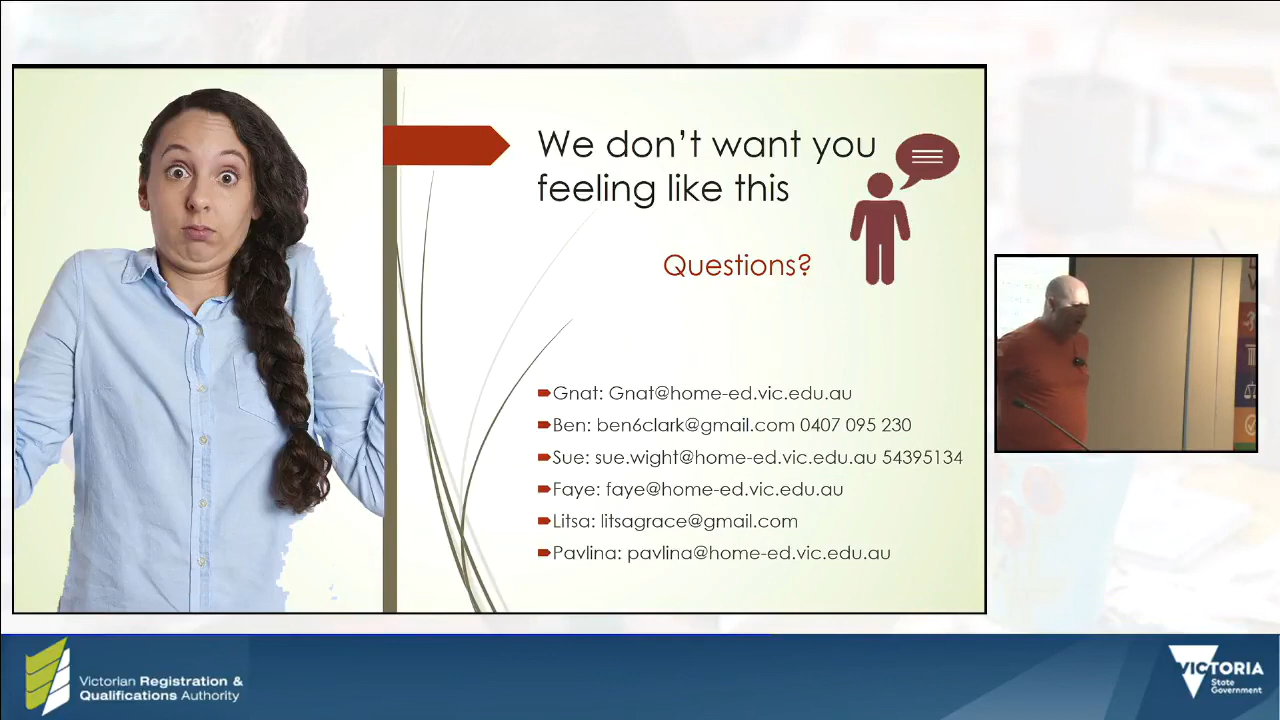 We don't want you
feeling like this
Questions?
Gnat: Gnat@home-ed.vic.edu.au
Ben: ben6clark@gmail.com 0407 095 230
Sue: sue.wight@home-ed.vic.edu.au 54395134
Faye: faye@home-ed.vic.edu.au
Litsa: litsagrace@gmail.com
Pavlina: pavlina@home-ed.vic.edu.au
Victorian Registration &
Qualifications Authority
VICTORIA
State
Government